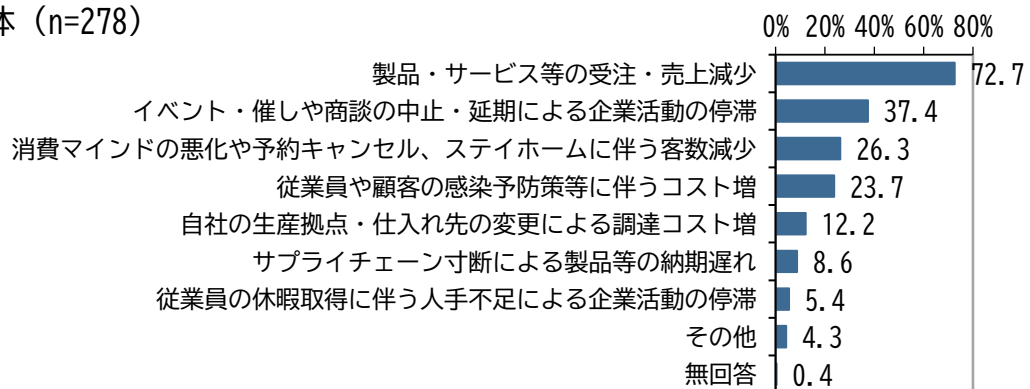 体（n=278）
0% 20% 40% 60% 80%
製品・サービス等の受注・売上減少 72.7
イベント・催しや商談の中止・延期による企業活動の停滞 37.4
消費マインドの悪化や予約キャンセル、ステイホームに伴う客数減少 26.3
従業員や顧客の感染予防策等に伴うコスト増 23.7
自社の生産拠点・仕入れ先の変更による調達コスト増 12.2
サプライチェーン寸断による製品等の納期遅れ 8.6
従業員の休暇取得に伴う人手不足による企業活動の停滞 5.4
その他 4.3
無回答 0.4